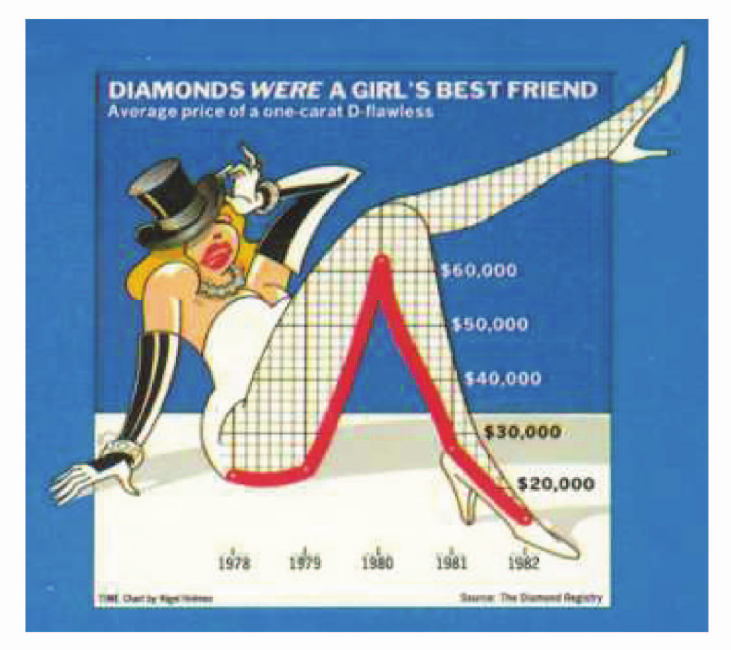 DIAMONDS WERE A GIRL'S BEST FRIEND
Average price of a one-carat D-flawless
$60,000
$50,000
$40,000
$30,000
$20,000
1978 1979 1980 1981 1982
TIME Chart by Nigel Holmes
Source: The Diamond Registry